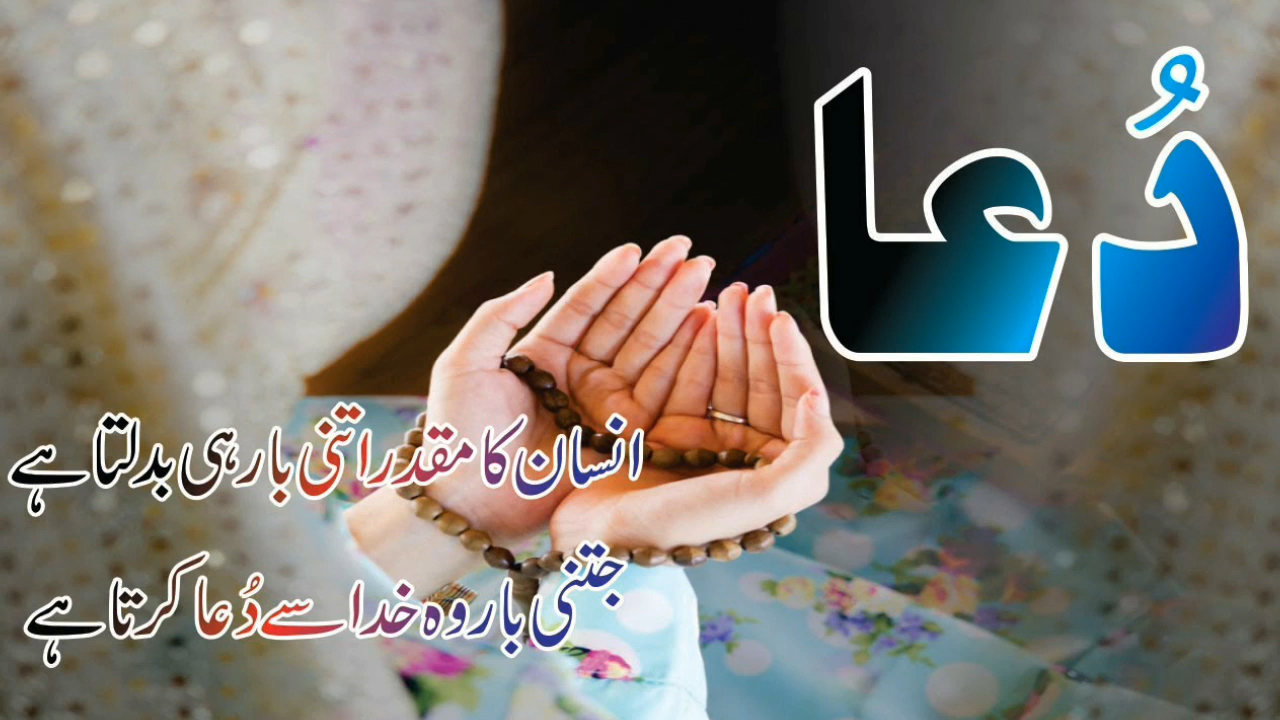 دُعا
انسان کا مقدر اتنی بار ہی بدلتا ہے
جتنی بار وہ خدا سے دُعا کرتا ہے